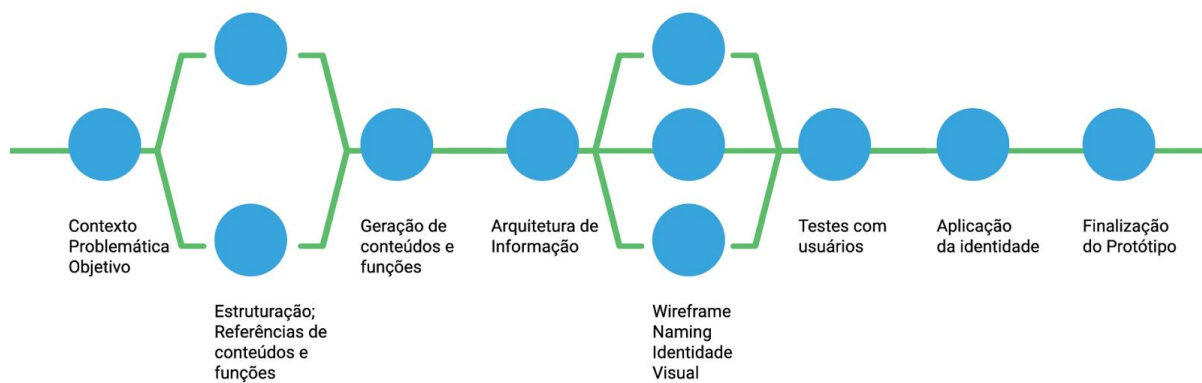 Contexto
Problemática
Objetivo
Estruturação;
Referências de
conteúdos e
funções
Geração de
conteúdos e
funções
Arquitetura de
Informação
Wireframe
Naming
Identidade
Visual
Testes com
usuários
Aplicação
da identidade
Finalização
do Protótipo